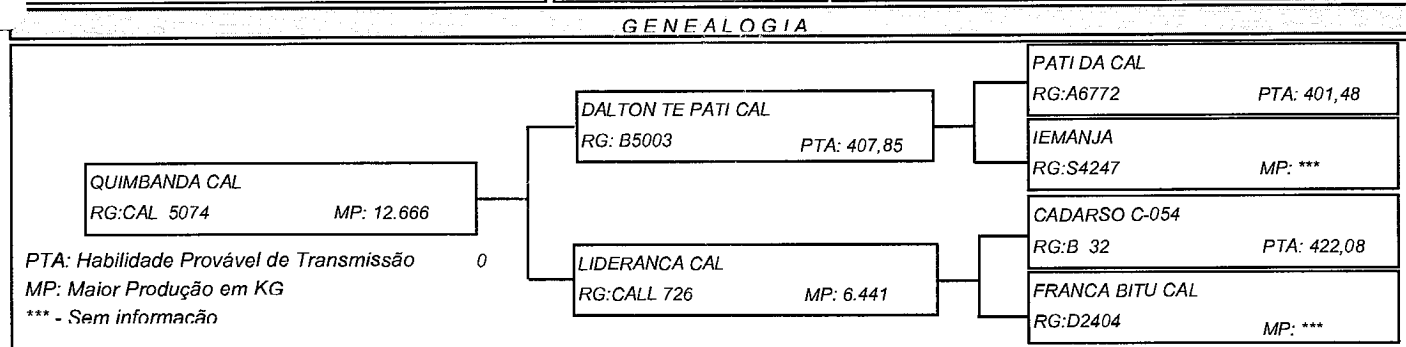 GENEALOGIA
PATI DA CAL
RG:A6772 PTA: 401,48
DALTON TE PATI CAL
RG: B5003 PTA: 407,85
IEMANJA
RG:S4247 MP: ***
QUIMBANDA CAL
RG:CAL 5074 MP: 12.666
CADARSO C-054
RG:B 32 PTA: 422,08
PTA: Habilidade Provável de Transmissão 0
LIDERANCA CAL
RG:CALL 726 MP: 6.441
MP: Maior Produção em KG
FRANCA BITU CAL
RG:D2404 MP: ***
*** - Sem informacão